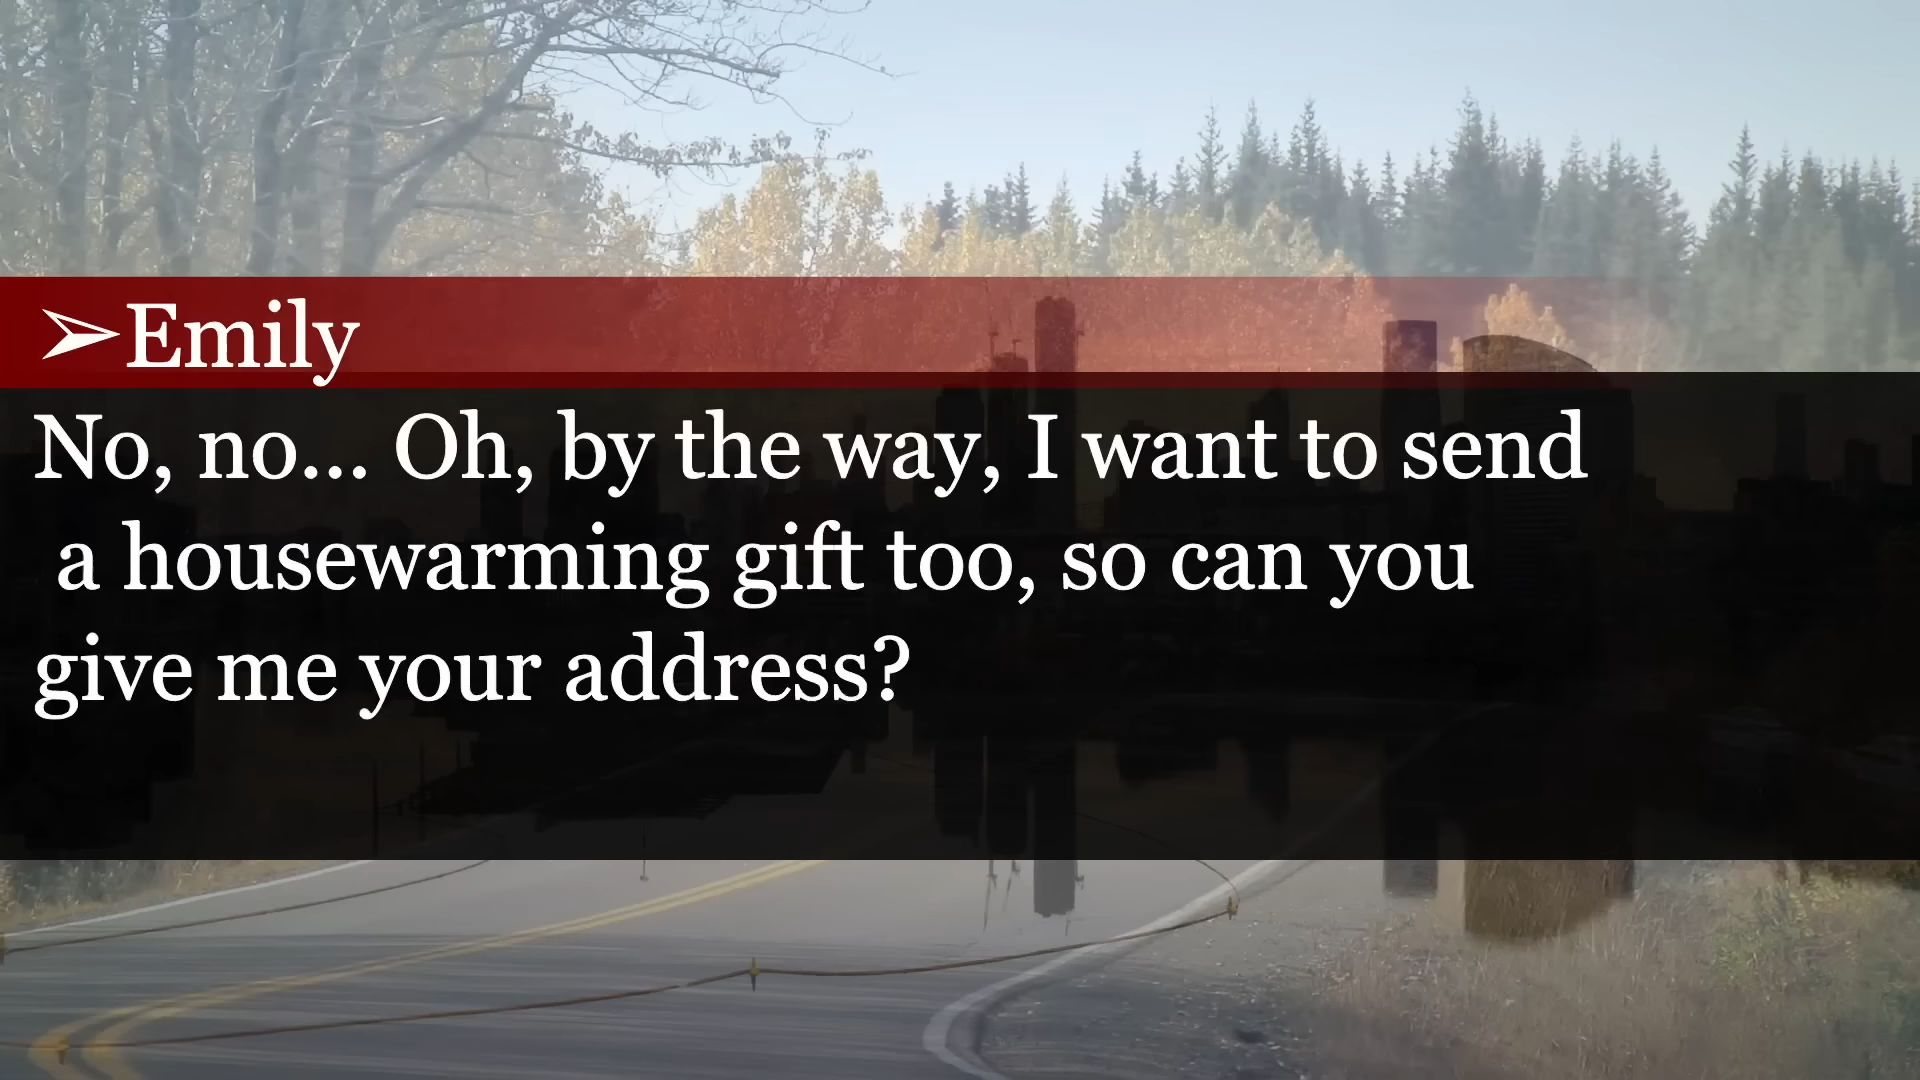 ➢Emily
No, no... Oh, by the way, I want to send
a housewarming gift too, so can you
give me your address?